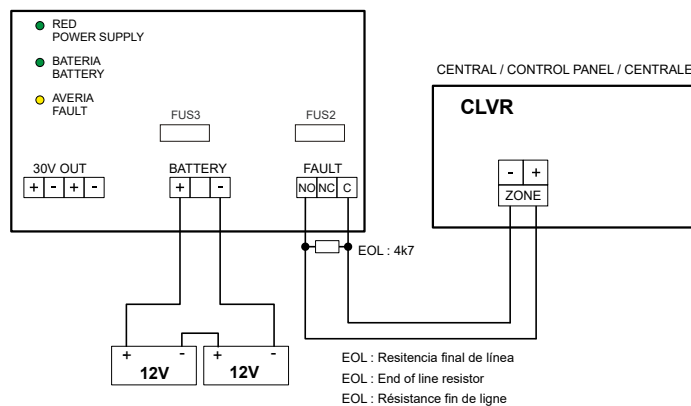 RED
POWER SUPPLY
BATERIA
BATTERY
AVERIA
FAULT
FUS3
FUS2
30V OUT
+ - + -
BATTERY
+ -
FAULT
NO NC C
CENTRAL / CONTROL PANEL / CENTRALE
CLVR
- +
ZONE
EOL : 4k7
+ -
12V
+ -
12V
EOL : Resitencia final de línea
EOL : End of line resistor
EOL : Résistance fin de ligne